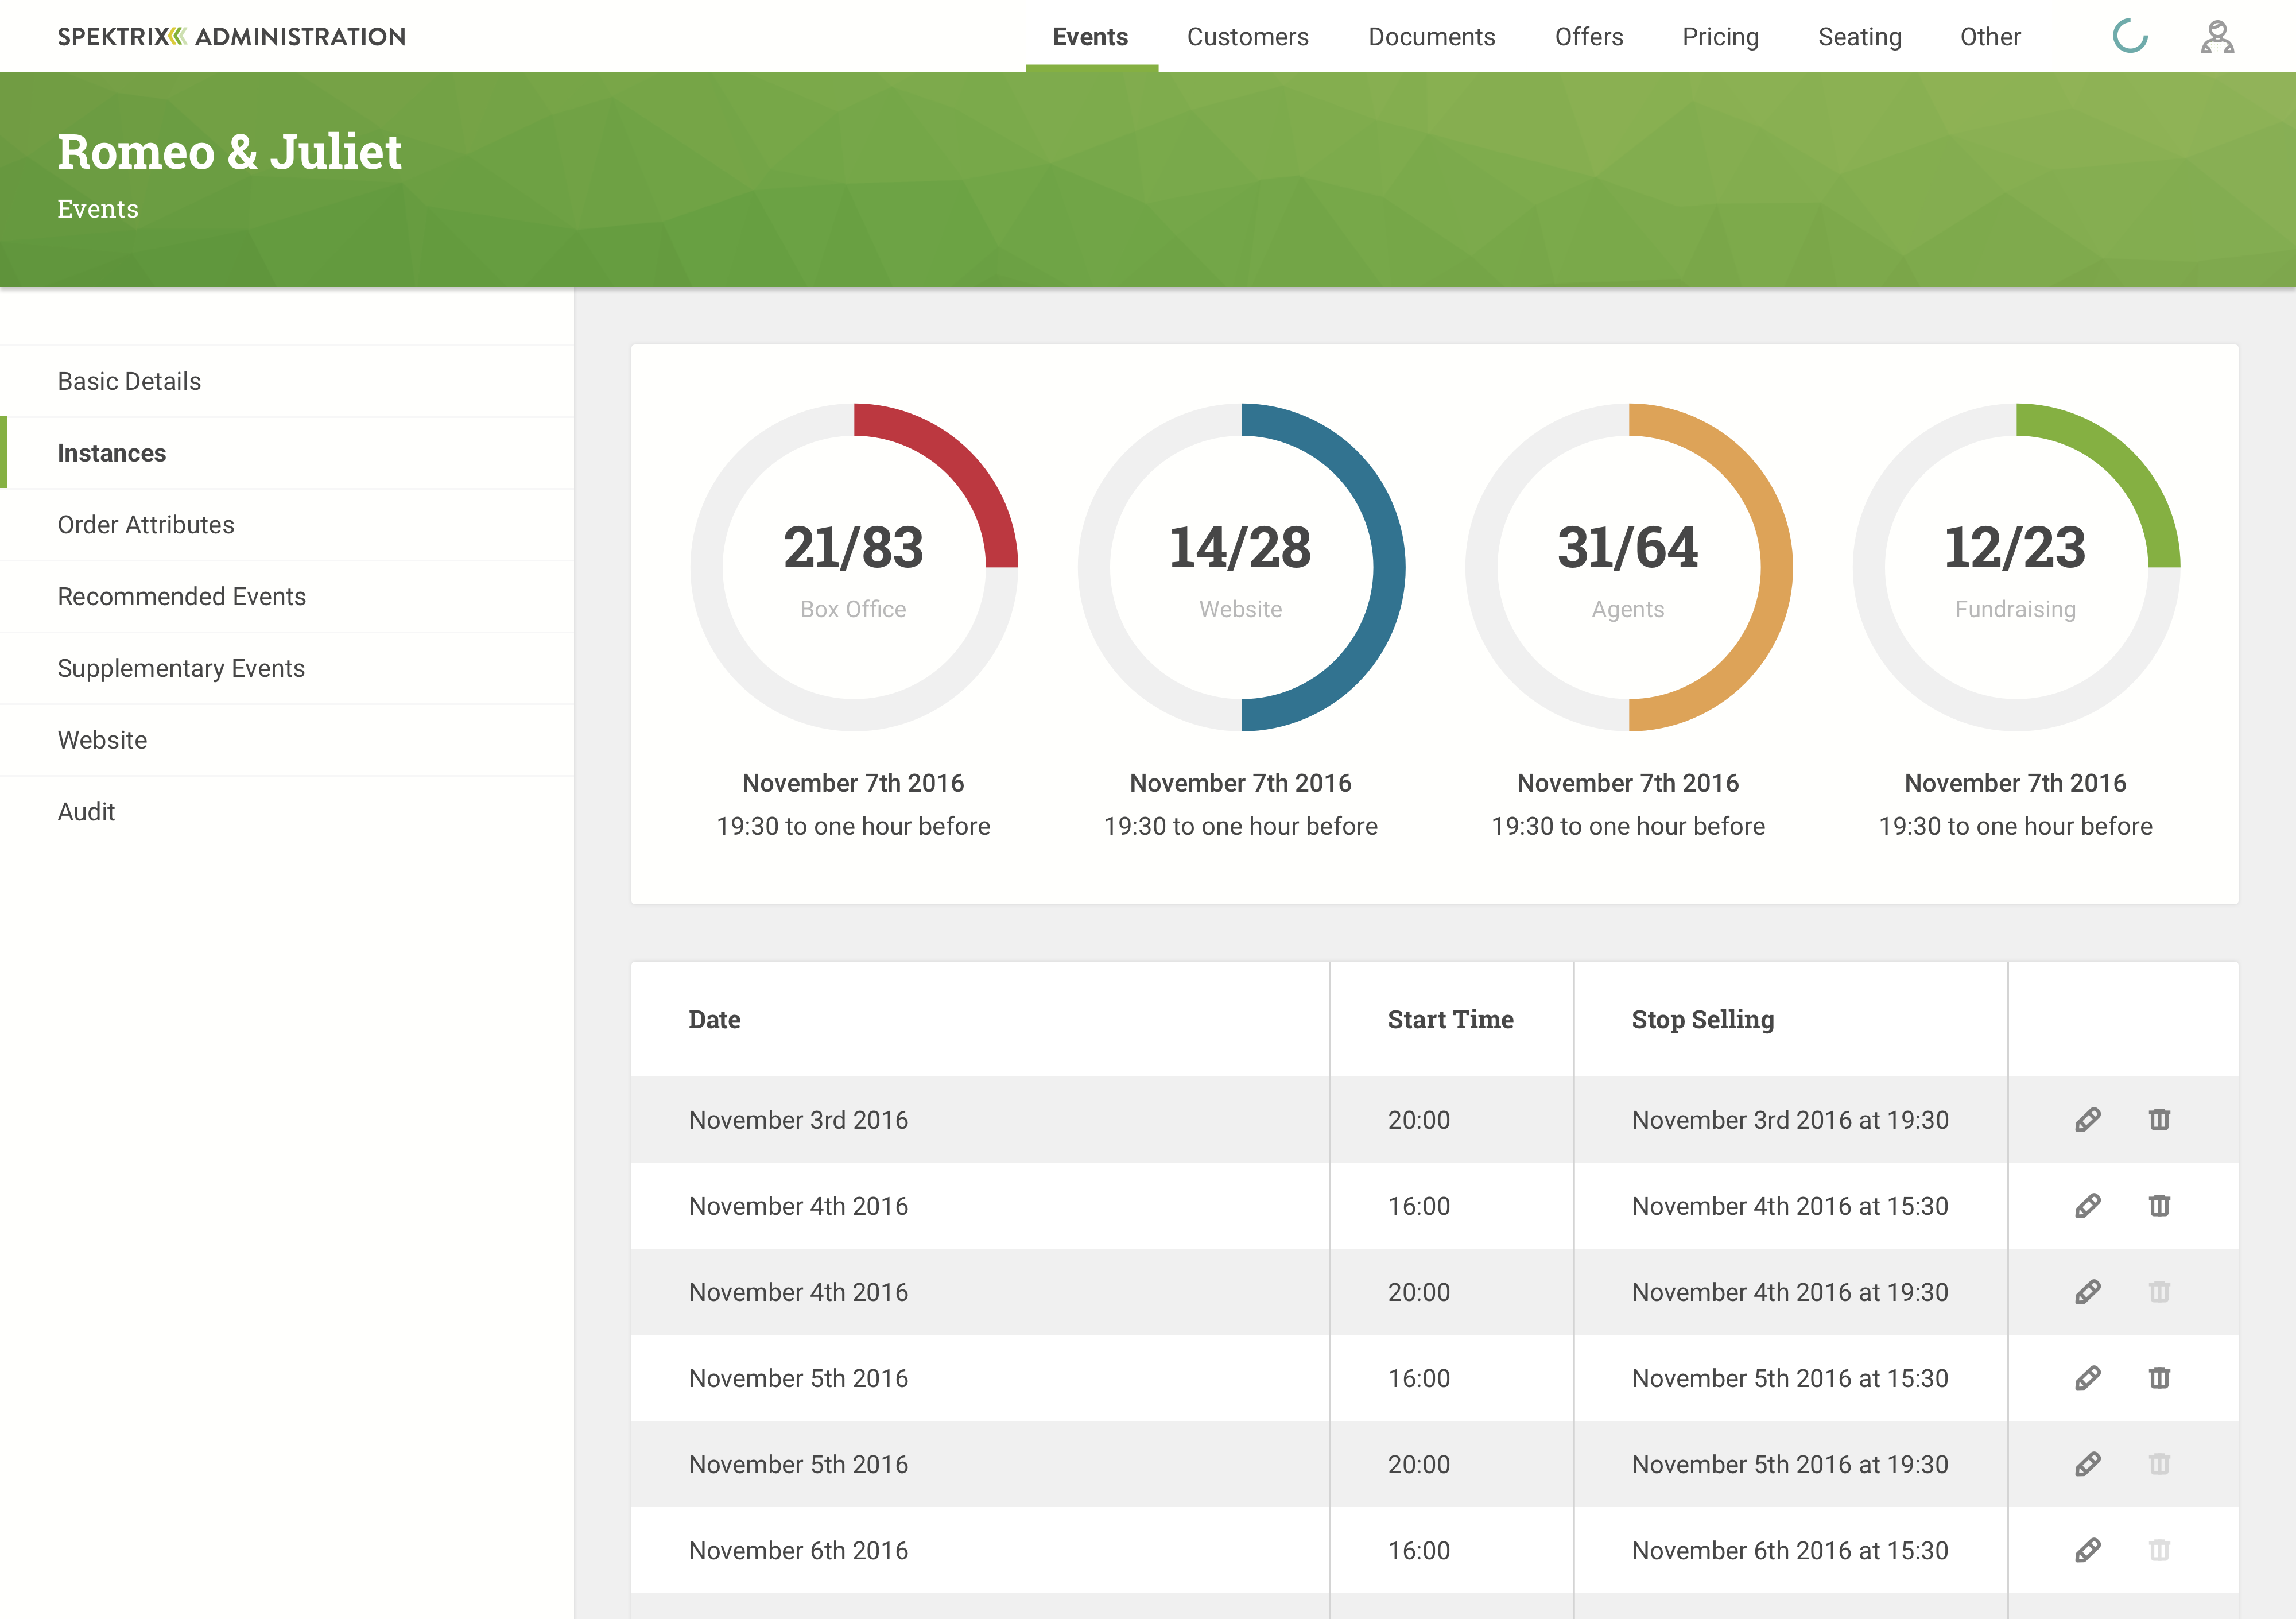 SPEKTRIX ADMINISTRATION
Events Customers Documents Offers Pricing Seating Other
Romeo & Juliet
Events
Basic Details
Instances
Order Attributes
Recommended Events
Supplementary Events
Website
Audit
21/83 14/28 31/64 12/23
Box Office Website Agents Fundraising
November 7th 2016 November 7th 2016 November 7th 2016 November 7th 2016
19:30 to one hour before 19:30 to one hour before 19:30 to one hour before 19:30 to one hour before
Date Start Time Stop Selling
November 3rd 2016 20:00 November 3rd 2016 at 19:30
November 4th 2016 16:00 November 4th 2016 at 15:30
November 4th 2016 20:00 November 4th 2016 at 19:30
November 5th 2016 16:00 November 5th 2016 at 15:30
November 5th 2016 20:00 November 5th 2016 at 19:30
November 6th 2016 16:00 November 6th 2016 at 15:30